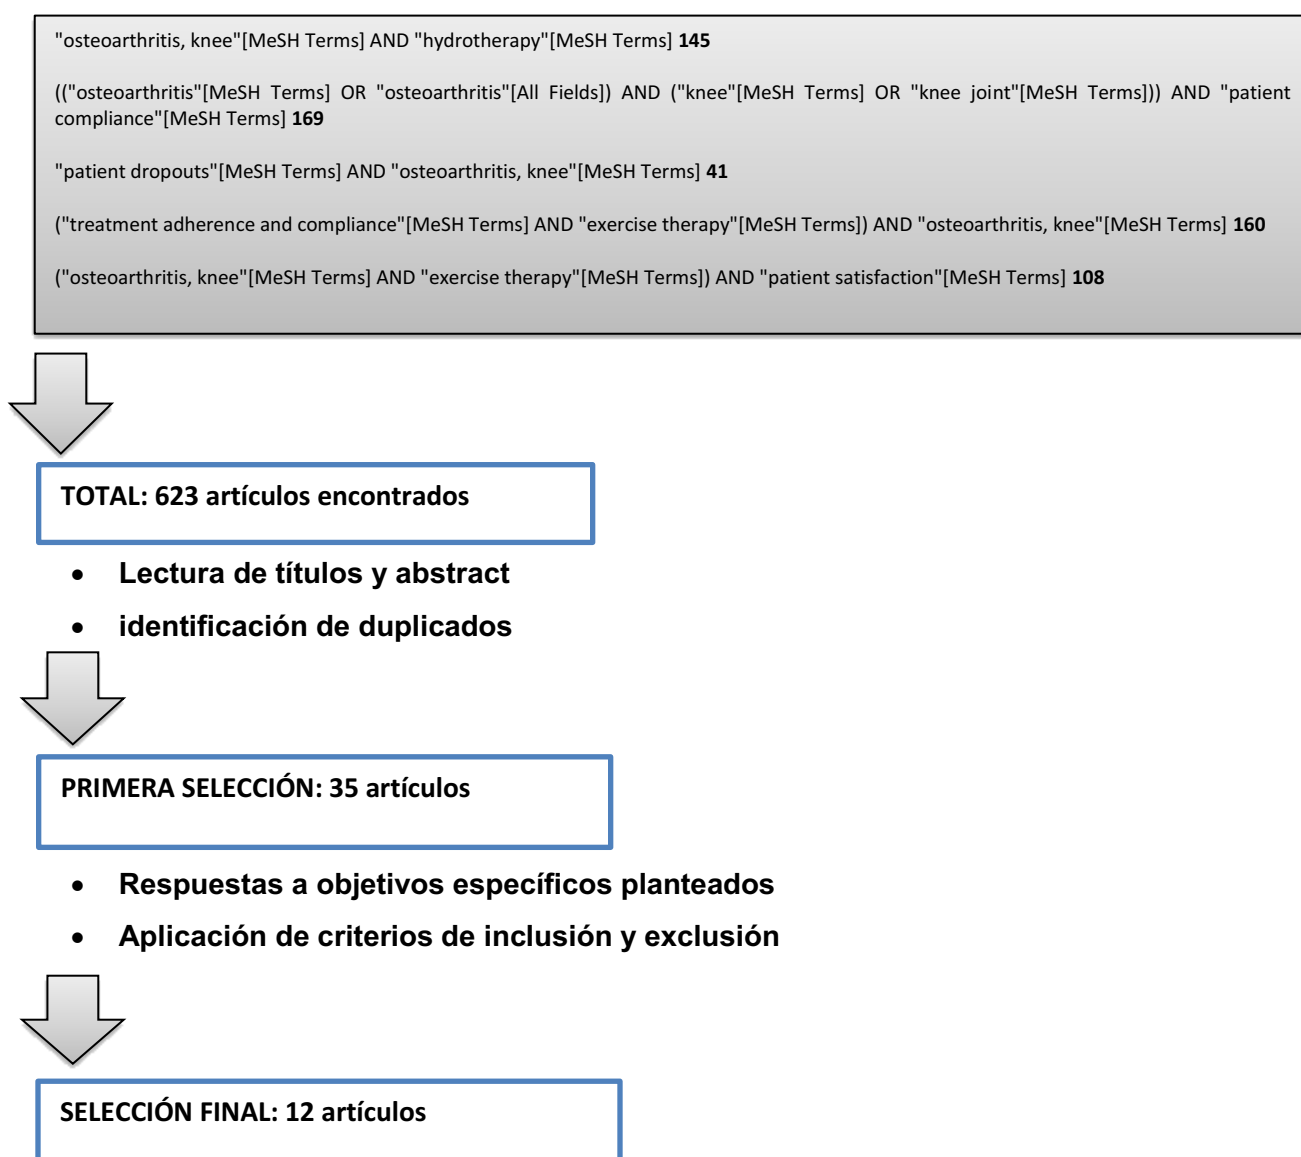 "osteoarthritis, knee"[MeSH Terms] AND "hydrotherapy"[MeSH Terms] 145
(("osteoarthritis"[MeSH Terms] OR "osteoarthritis"[All Fields]) AND ("knee"[MeSH Terms] OR "knee joint"[MeSH Terms])) AND "patient
compliance"[MeSH Terms] 169
"patient dropouts"[MeSH Terms] AND "osteoarthritis, knee"[MeSH Terms] 41
("treatment adherence and compliance"[MeSH Terms] AND "exercise therapy"[MeSH Terms]) AND "osteoarthritis, knee"[MeSH Terms] 160
("osteoarthritis, knee"[MeSH Terms] AND "exercise therapy"[MeSH Terms]) AND "patient satisfaction"[MeSH Terms] 108
TOTAL: 623 artículos encontrados
• Lectura de títulos y abstract
• identificación de duplicados
PRIMERA SELECCIÓN: 35 artículos
• Respuestas a objetivos específicos planteados
• Aplicación de criterios de inclusión y exclusión
SELECCIÓN FINAL: 12 artículos